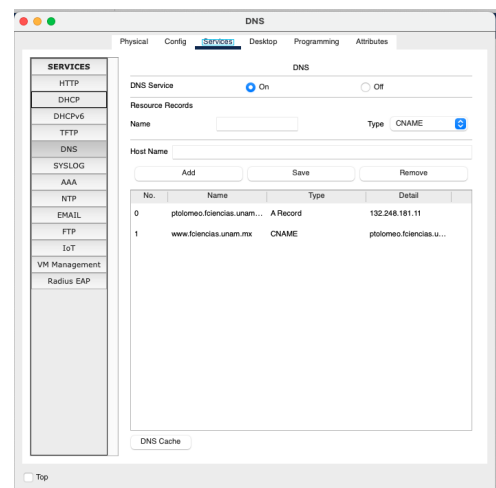 DNS
Physical Config Services Desktop Programming Attributes
SERVICES
HTTP
DHCP
DHCPv6
TFTP
DNS
SYSLOG
AAA
NTP
EMAIL
FTP
IoT
VM Management
Radius EAP
DNS
DNS Service On Off
Resource Records
Name Type CNAME
Host Name
Add Save Remove
No. Name Type Detail
0 ptolomeo.fciencias.unam... A Record 132.248.181.11
1 www.fciencias.unam.mx CNAME ptolomeo.fciencias.u...
DNS Cache
Top